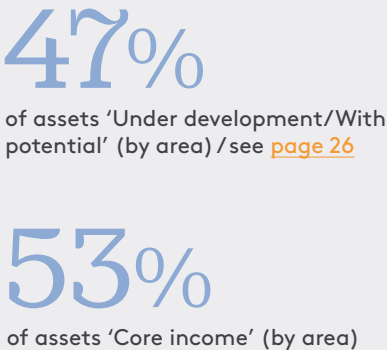 47%
of assets ‘Under development/With
potential’ (by area) / see page 26
53%
of assets ‘Core income’ (by area)